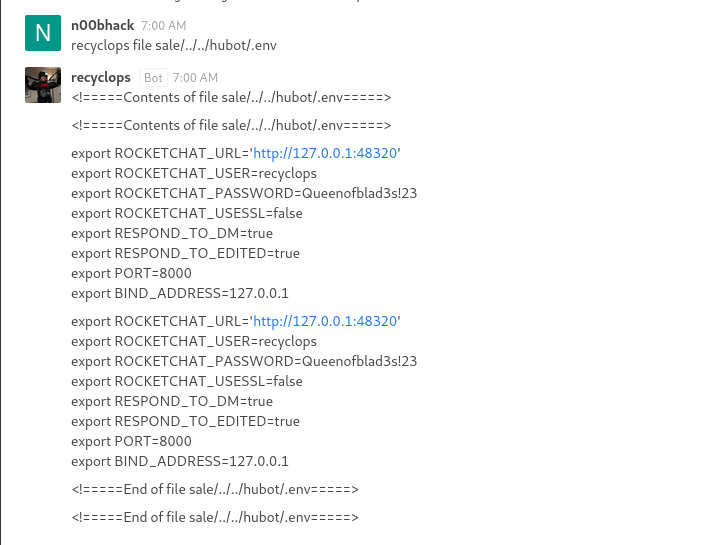 N
n00bhack 7:00 AM
recyclops file sale/../../hubot/.env
recyclops Bot 7:00 AM
<!=====Contents of file sale/../../hubot/.env=====>
<!=====Contents of file sale/../../hubot/.env=====>
export ROCKETCHAT_URL='http://127.0.0.1:48320'
export ROCKETCHAT_USER=recyclops
export ROCKETCHAT_PASSWORD=Queenofblad3s!23
export ROCKETCHAT_USESSL=false
export RESPOND_TO_DM=true
export RESPOND_TO_EDITED=true
export PORT=8000
export BIND_ADDRESS=127.0.0.1
export ROCKETCHAT_URL='http://127.0.0.1:48320'
export ROCKETCHAT_USER=recyclops
export ROCKETCHAT_PASSWORD=Queenofblad3s!23
export ROCKETCHAT_USESSL=false
export RESPOND_TO_DM=true
export RESPOND_TO_EDITED=true
export PORT=8000
export BIND_ADDRESS=127.0.0.1
<!=====End of file sale/../../hubot/.env=====>
<!=====End of file sale/../../hubot/.env=====>